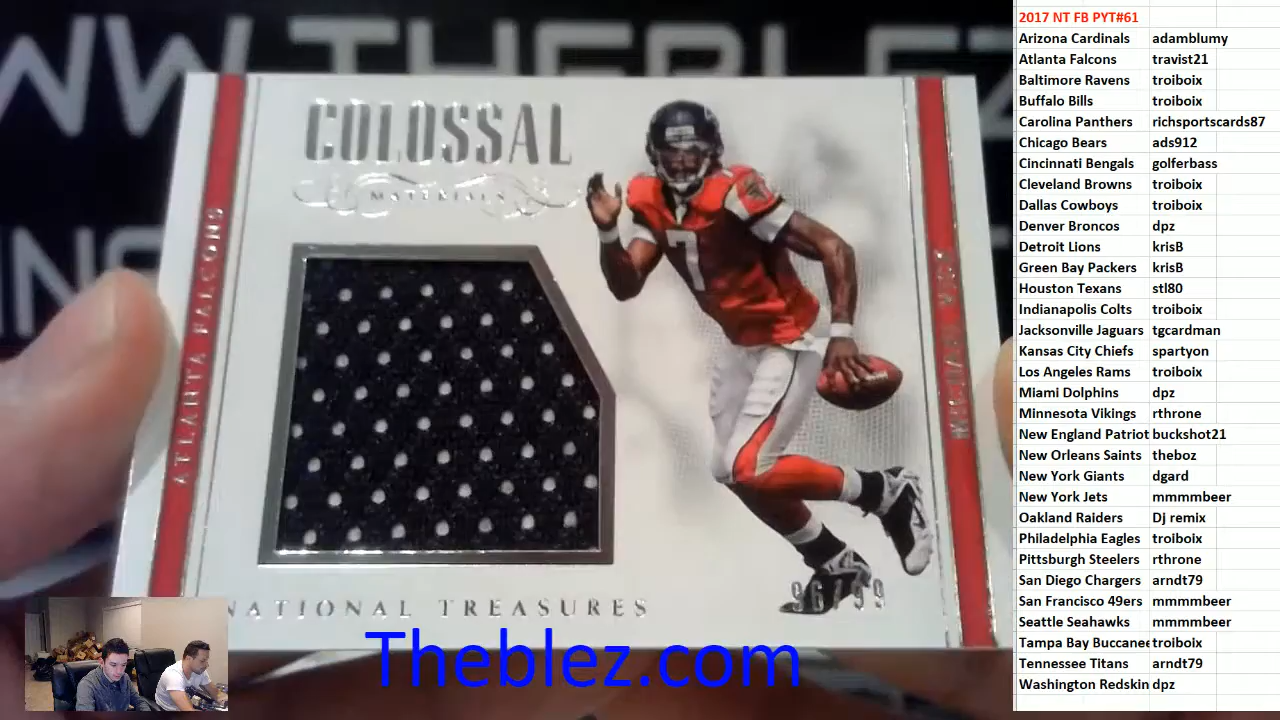 WWW.THEBLEZ
COLOSSAL
MATERIALS
ATLANTA FALCONS
7
96/99
NATIONAL TREASURES
Theblez.com
2017 NT FB PYT#61
Arizona Cardinals adamblumy
Atlanta Falcons travist21
Baltimore Ravens troiboix
Buffalo Bills troiboix
Carolina Panthers richsportscards87
Chicago Bears ads912
Cincinnati Bengals golferbass
Cleveland Browns troiboix
Dallas Cowboys troiboix
Denver Broncos dpz
Detroit Lions krisB
Green Bay Packers krisB
Houston Texans stl80
Indianapolis Colts troiboix
Jacksonville Jaguars tgcardman
Kansas City Chiefs spartyon
Los Angeles Rams troiboix
Miami Dolphins dpz
Minnesota Vikings rthrone
New England Patriot buckshot21
New Orleans Saints theboz
New York Giants dgard
New York Jets mmmmbeer
Oakland Raiders Dj remix
Philadelphia Eagles troiboix
Pittsburgh Steelers rthrone
San Diego Chargers arndt79
San Francisco 49ers mmmmbeer
Seattle Seahawks mmmmbeer
Tampa Bay Buccanee troiboix
Tennessee Titans arndt79
Washington Redskin dpz